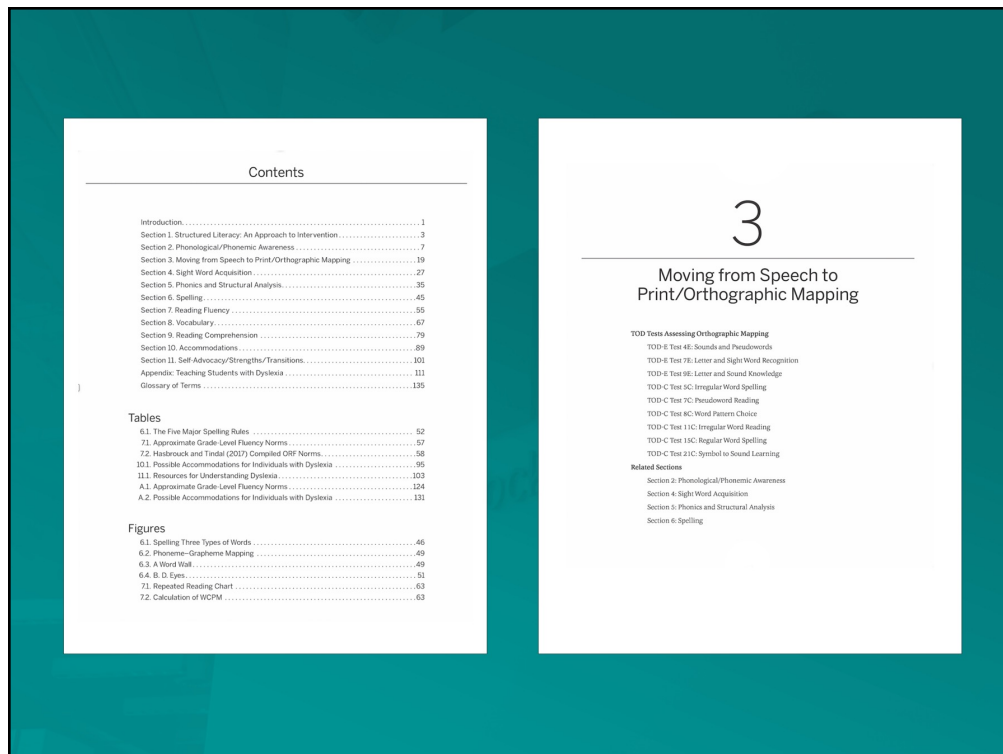 Contents
Introduction. . . . . . . . . . . . . . . . . . . . . . . . . . . . . . . . . . . . . . 1
Section 1. Structured Literacy: An Approach to Intervention. . . . . . . . . . . . 3
Section 2. Phonological/Phonemic Awareness . . . . . . . . . . . . 7
Section 3. Moving from Speech to Print/Orthographic Mapping . . . . . . . . . . . . 19
Section 4. Sight Word Acquisition . . . . . . . . . . . . 27
Section 5. Phonics and Structural Analysis. . . . . . . . . . . . 35
Section 6. Spelling. . . . . . . . . . . . 45
Section 7. Reading Fluency . . . . . . . . . . . . 55
Section 8. Vocabulary. . . . . . . . . . . . 67
Section 9. Reading Comprehension . . . . . . . . . . . . 79
Section 10. Accommodations. . . . . . . . . . . . 89
Section 11. Self-Advocacy/Strengths/Transitions. . . . . . . . . . . . 101
Appendix: Teaching Students with Dyslexia . . . . . . . . . . . . 111
Glossary of Terms . . . . . . . . . . . . 135
Tables
6.1. The Five Major Spelling Rules . . . . . . . . . . . . 52
7.1. Approximate Grade-Level Fluency Norms. . . . . . . . . . . . 57
7.2. Hasbrouck and Tindal (2017) Compiled ORF Norms. . . . . . . . . . . . 58
10.1. Possible Accommodations for Individuals with Dyslexia . . . . . . . . . . . . 95
11.1. Resources for Understanding Dyslexia. . . . . . . . . . . . 103
A.1. Approximate Grade-Level Fluency Norms. . . . . . . . . . . . 124
A.2. Possible Accommodations for Individuals with Dyslexia . . . . . . . . . . . . 131
Figures
6.1. Spelling Three Types of Words . . . . . . . . . . . . 46
6.2. Phoneme–Grapheme Mapping . . . . . . . . . . . . 49
6.3. A Word Wall. . . . . . . . . . . . 49
6.4. B. D. Eyes. . . . . . . . . . . . 51
7.1. Repeated Reading Chart . . . . . . . . . . . . 63
7.2. Calculation of WCPM . . . . . . . . . . . . 63
3
Moving from Speech to
Print/Orthographic Mapping
TOD Tests Assessing Orthographic Mapping
TOD-E Test 4E: Sounds and Pseudowords
TOD-E Test 7E: Letter and Sight Word Recognition
TOD-E Test 9E: Letter and Sound Knowledge
TOD-C Test 5C: Irregular Word Spelling
TOD-C Test 7C: Pseudoword Reading
TOD-C Test 8C: Word Pattern Choice
TOD-C Test 11C: Irregular Word Reading
TOD-C Test 15C: Regular Word Spelling
TOD-C Test 21C: Symbol to Sound Learning
Related Sections
Section 2: Phonological/Phonemic Awareness
Section 4: Sight Word Acquisition
Section 5: Phonics and Structural Analysis
Section 6: Spelling